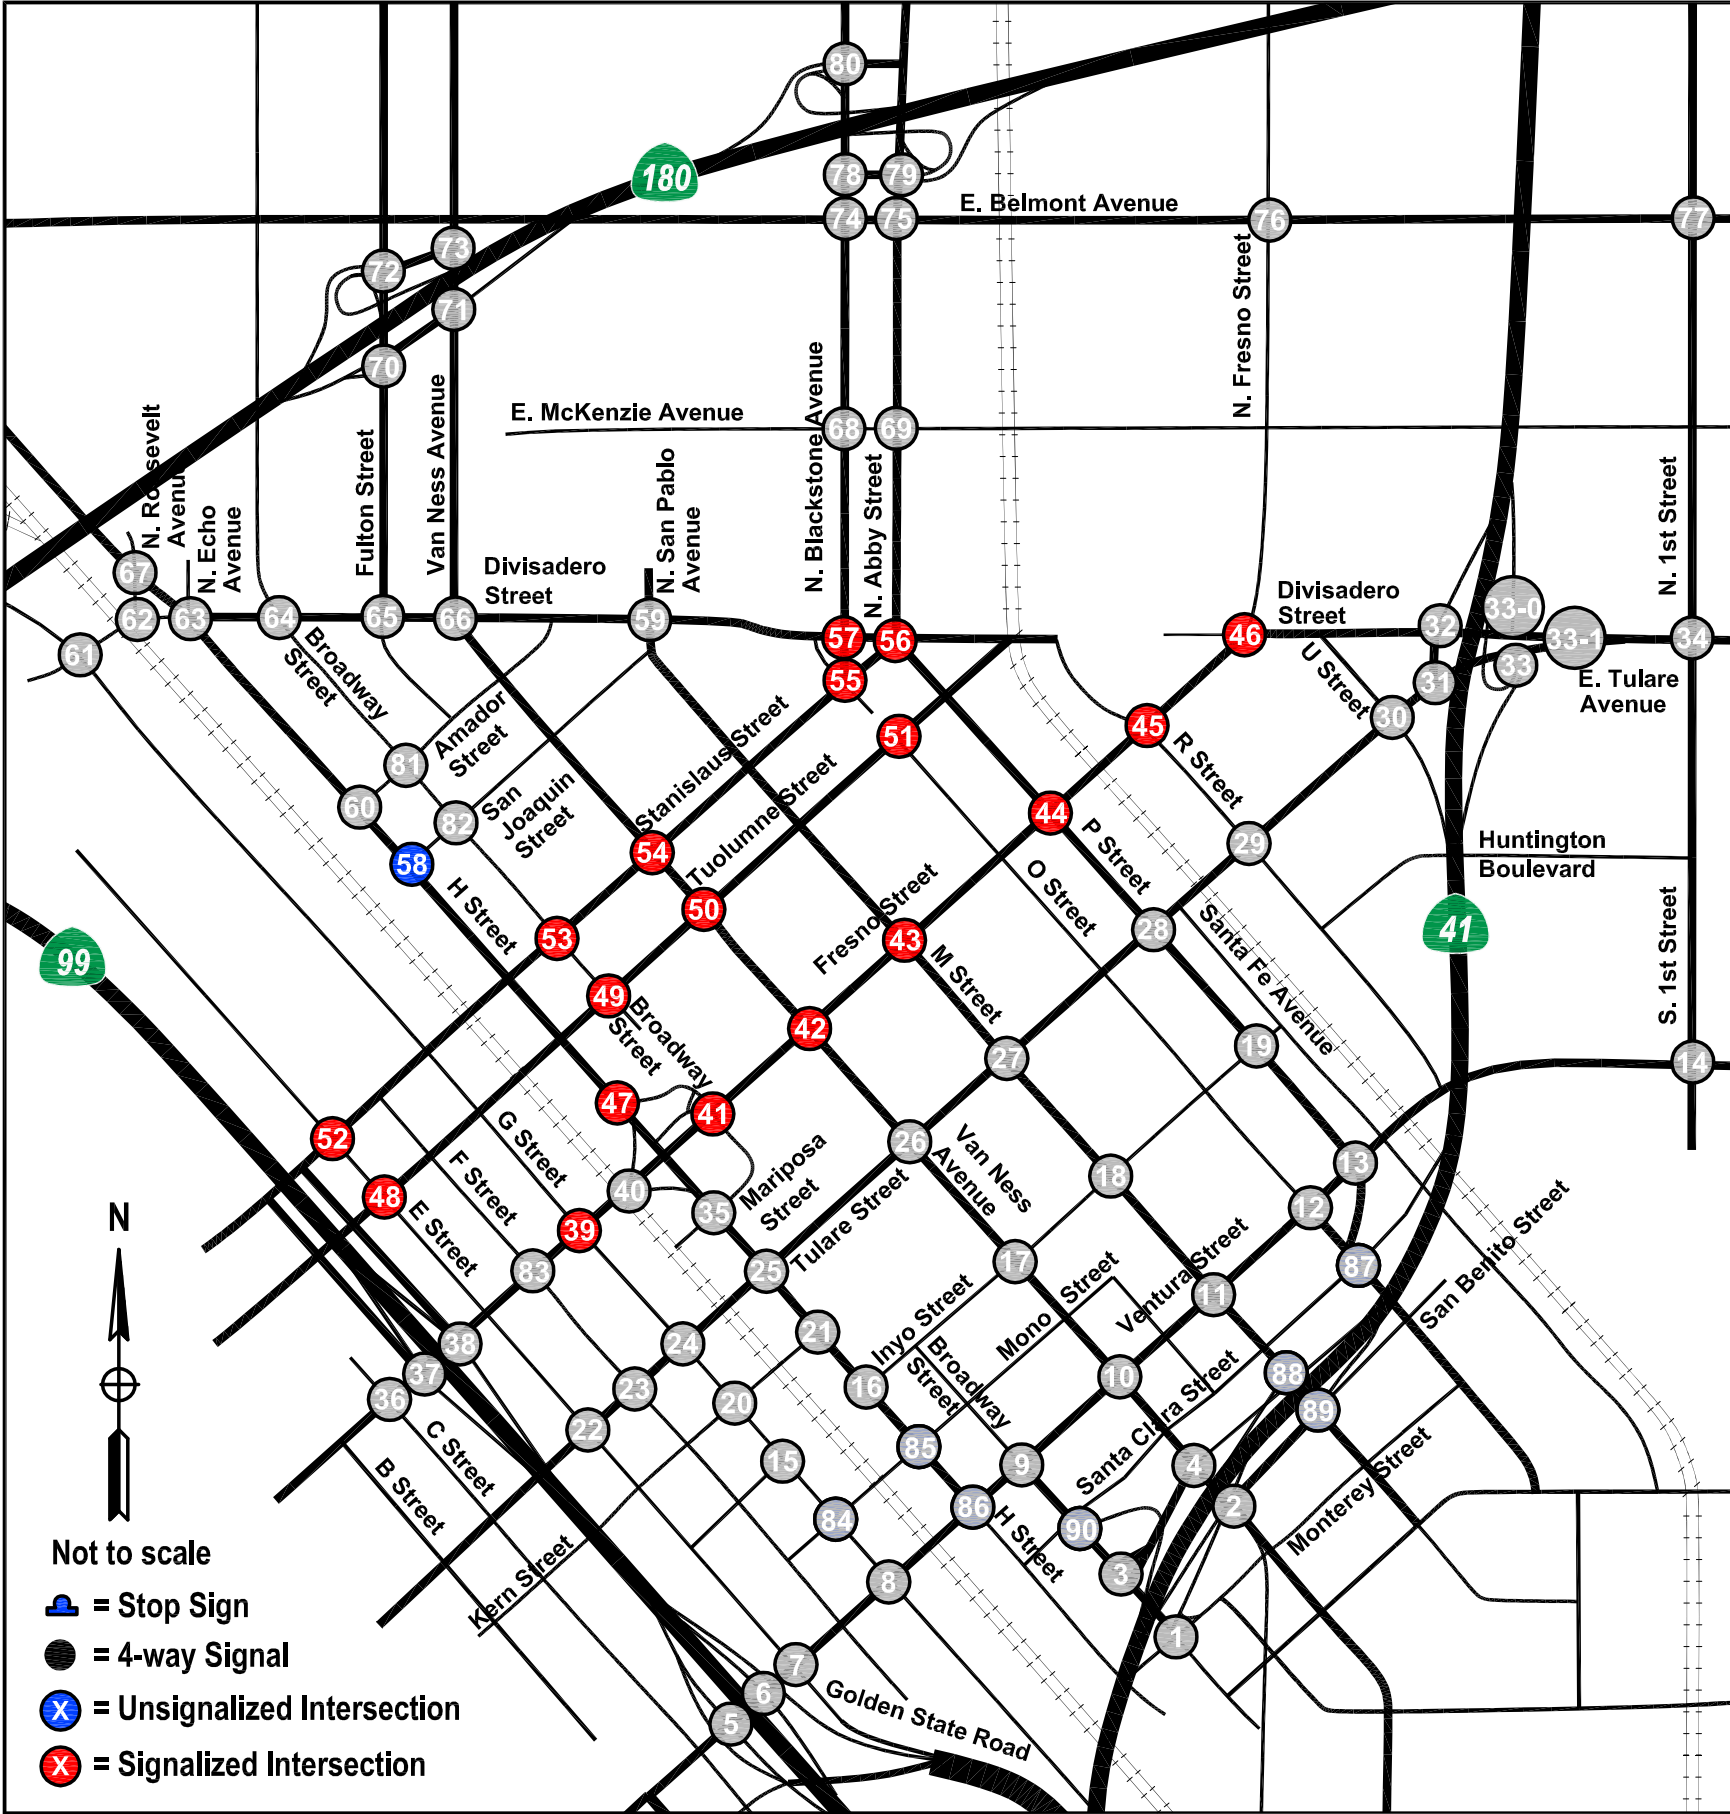 80
180
78
79
74
75
E. Belmont Avenue
76
77
73
72
71
70
N. Fresno Street
N. Blackstone Avenue
Van Ness Avenue
Fulton Street
E. McKenzie Avenue
68
69
N. Roosevelt
Avenue
N. Echo
Avenue
N. San Pablo
Avenue
N. Abby Street
N. 1st Street
67
62
63
64
65
66
Divisadero
Street
59
57
56
55
46
Divisadero
Street
32
33-0
33-1
33
31
34
E. Tulare
Avenue
61
Broadway
Street
Amador
Street
81
60
82
San
Joaquin
Street
58
Stanislaus Street
Tuolumne Street
51
45
R Street
U Street
30
44
29
P Street
O Street
Huntington
Boulevard
54
50
53
H Street
49
Broadway
Street
Fresno Street
43
M Street
28
Santa Fe Avenue
41
S. 1st Street
99
42
27
19
14
47
41
52
G Street
F Street
48
E Street
40
39
35
Mariposa
Street
26
Van Ness
Avenue
18
13
12
83
25
Tulare Street
17
Ventura Street
11
87
San Benito Street
N
38
37
36
24
23
22
21
Inyo Street
Mono Street
Broadway
Street
16
20
10
88
89
C Street
B Street
15
85
9
Santa Clara Street
4
2
Monterey Street
84
86
H Street
90
3
Kern Street
8
1
7
6
5
Golden State Road
Not to scale
= Stop Sign
= 4-way Signal
X = Unsignalized Intersection
X = Signalized Intersection